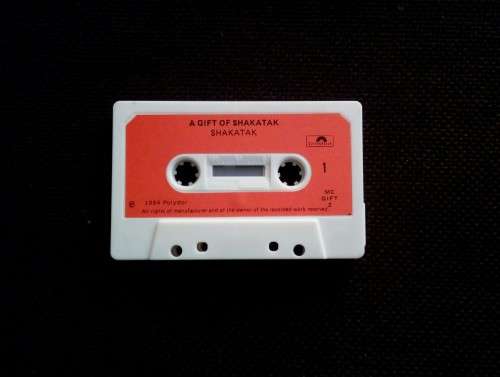 A GIFT OF SHAKATAK
SHAKATAK
1
MC
GIFT
2
℗ 1984 Polydor
All rights of manufacturer and of the owner of the recorded work reserved